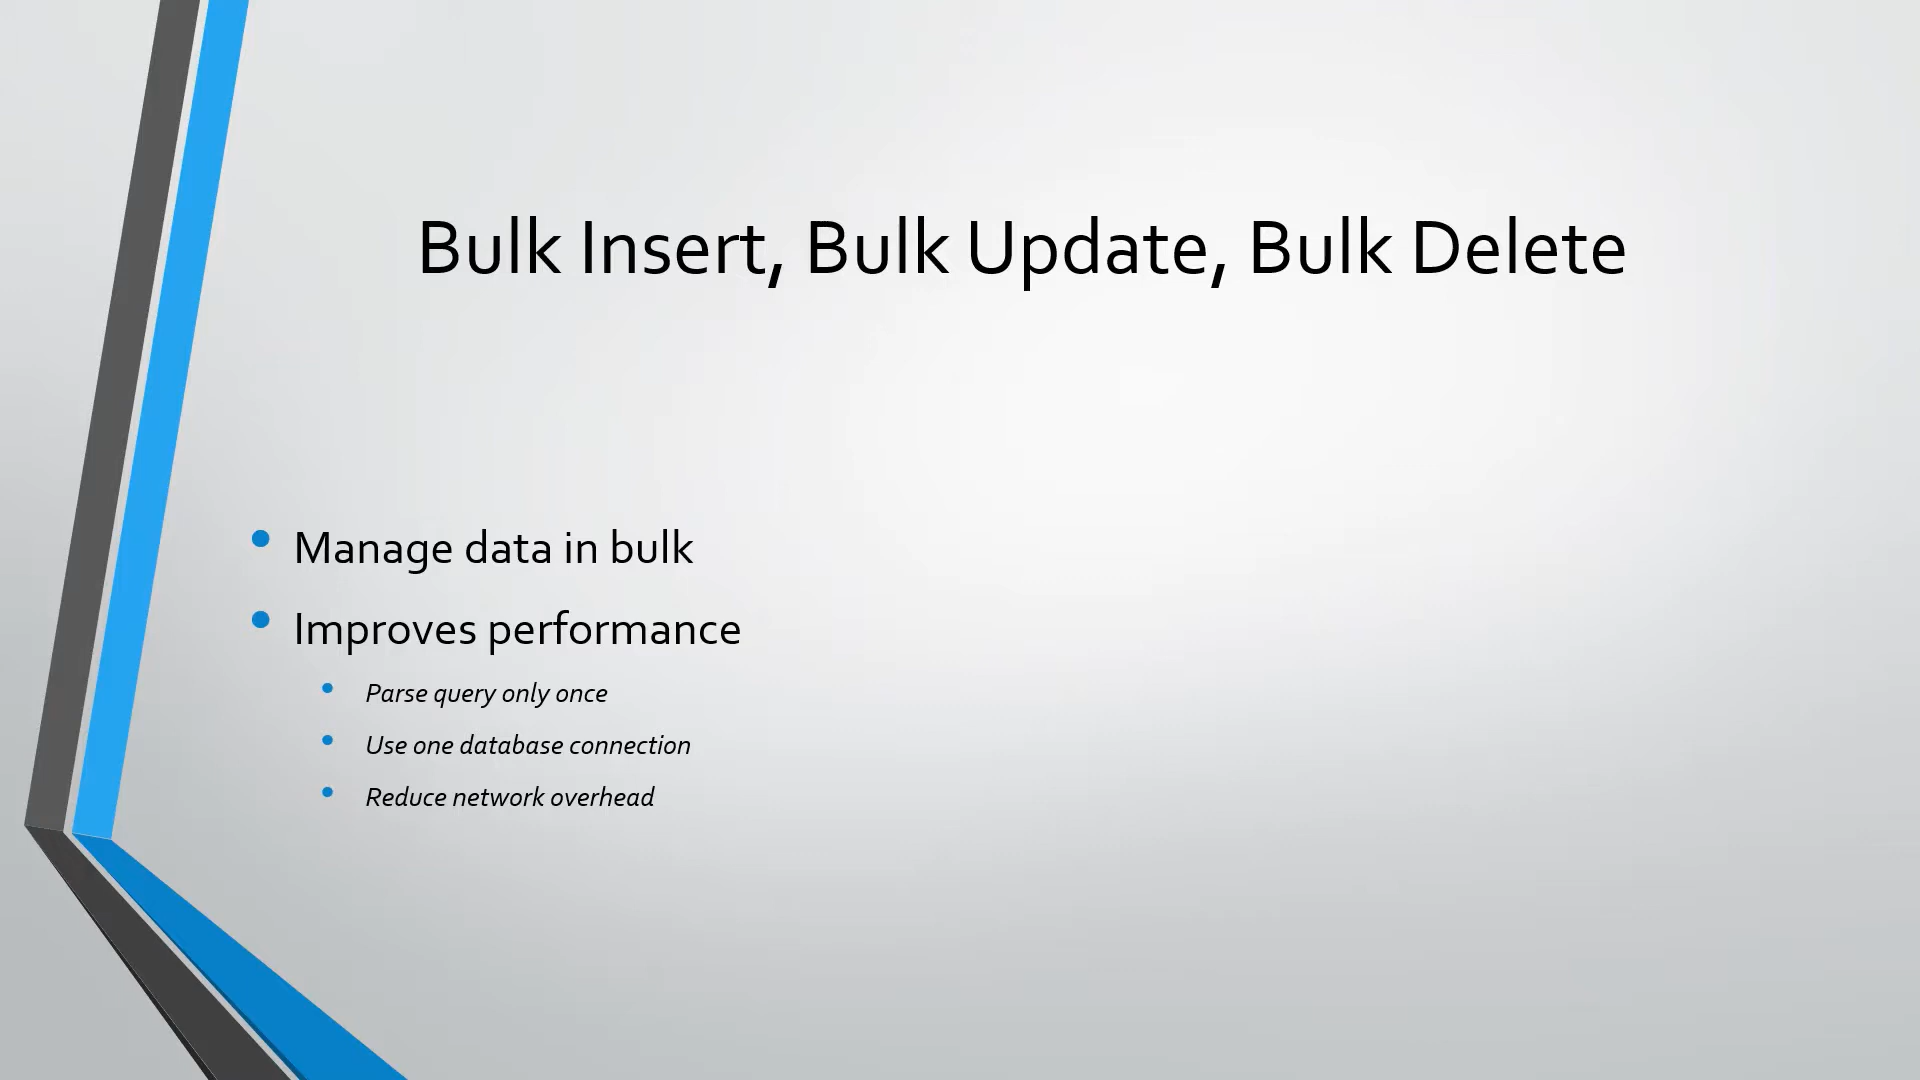 Bulk Insert, Bulk Update, Bulk Delete
Manage data in bulk
Improves performance
Parse query only once
Use one database connection
Reduce network overhead